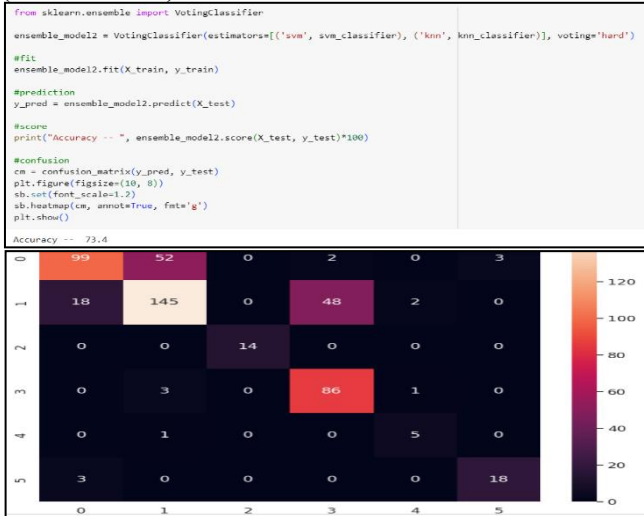 from sklearn.ensemble import VotingClassifier
ensemble_model2 = VotingClassifier(estimators=[('svm', svm_classifier), ('knn', knn_classifier)], voting='hard')
#fit
ensemble_model2.fit(X_train, y_train)
#prediction
y_pred = ensemble_model2.predict(X_test)
#score
print("Accuracy -- ", ensemble_model2.score(X_test, y_test)*100)
#confusion
cm = confusion_matrix(y_pred, y_test)
plt.figure(figsize=(10, 8))
sb.set(font_scale=1.2)
sb.heatmap(cm, annot=True, fmt='g')
plt.show()
Accuracy -- 73.4
0 99 52 0 2 0 3
120
1 18 145 0 48 2 0
100
2 0 0 14 0 0 0
80
3 0 3 0 86 1 0
60
40
4 0 1 0 0 5 0
20
5 3 0 0 0 0 18
0
0 1 2 3 4 5